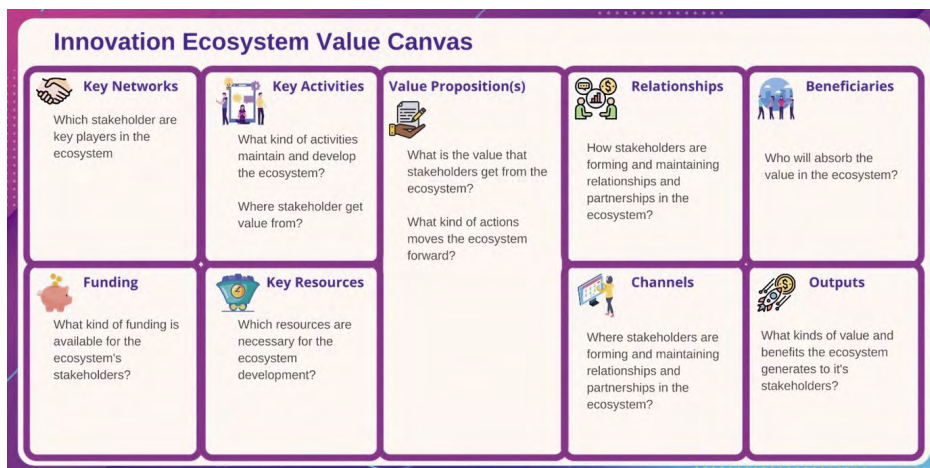 Innovation Ecosystem Value Canvas
Key Networks
Which stakeholder are
key players in the
ecosystem
Key Activities
What kind of activities
maintain and develop
the ecosystem?
Where stakeholder get
value from?
Value Proposition(s)
What is the value that
stakeholders get from the
ecosystem?
What kind of actions
moves the ecosystem
forward?
Relationships
How stakeholders are
forming and maintaining
relationships and
partnerships in the
ecosystem?
Beneficiaries
Who will absorb the
value in the ecosystem?
Funding
What kind of funding is
available for the
ecosystem's
stakeholders?
Key Resources
Which resources are
necessary for the
ecosystem
development?
Channels
Where stakeholders are
forming and maintaining
relationships and
partnerships in the
ecosystem?
Outputs
What kinds of value and
benefits the ecosystem
generates to it's
stakeholders?